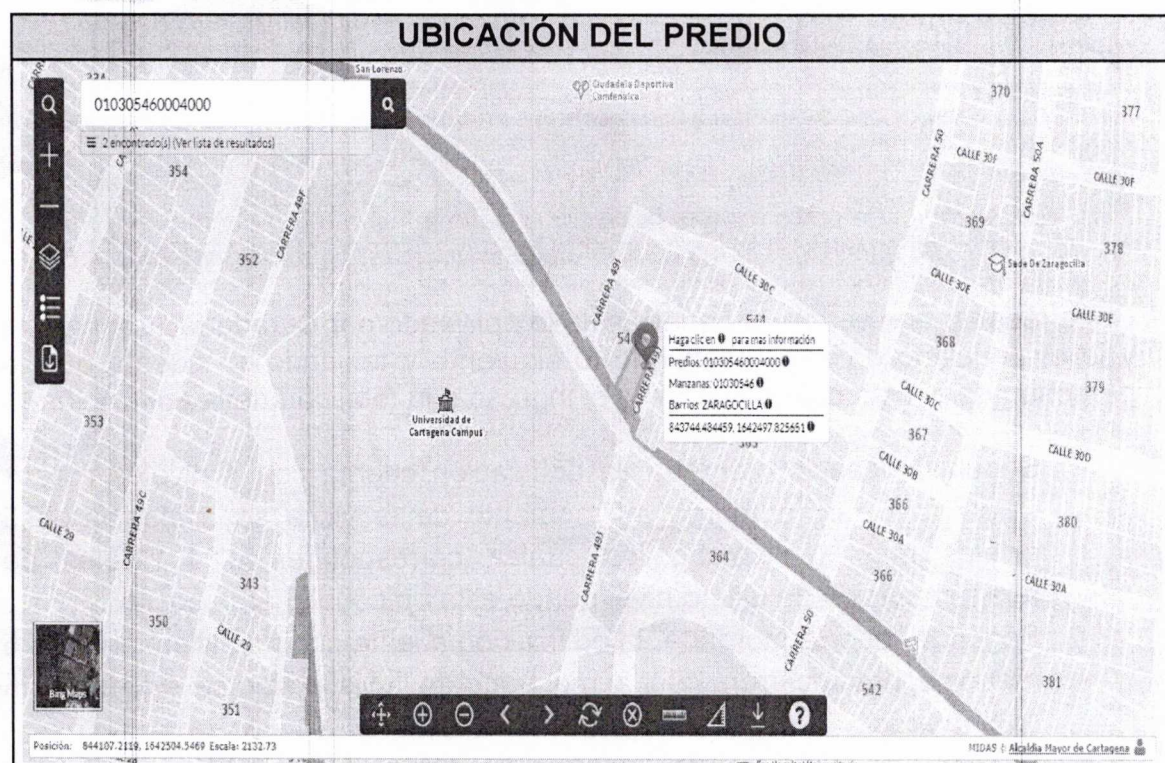 UBICACIÓN DEL PREDIO
San Lorenzo
334
010305460004000
2 encontrado(s) (Ver lista de resultados)
Ciudadela Deportiva
Comfenalco
370
377
354
CARRERA 49F
CARRERA 50
CALLE 30F
CARRERA 50A
CALLE 30F
352
369
378
Sede De Zaragocilla
CARRERA 49I
CALLE 30C
CALLE 30E
CALLE 30E
544
54
Haga clic en para mas información
Predios: 010305460004000
Manzanas: 01030546
Barrios: ZARAGOCILLA
843744.484459, 1642497.825651
CARRERA 49J
368
379
353
Universidad de
Cartagena Campus
CALLE 30C
367
CALLE 30D
CALLE 30B
366
380
CARRERA 49C
CALLE 29
CALLE 30A
364
366
CARRERA 49J
343
CALLE 30A
350
CALLE 29
CARRERA 50
Bing Maps
351
542
381
Posición: 844107.2119, 1642504.5469 Escala: 2132.73
MIDAS Alcaldia Mayor de Cartagena